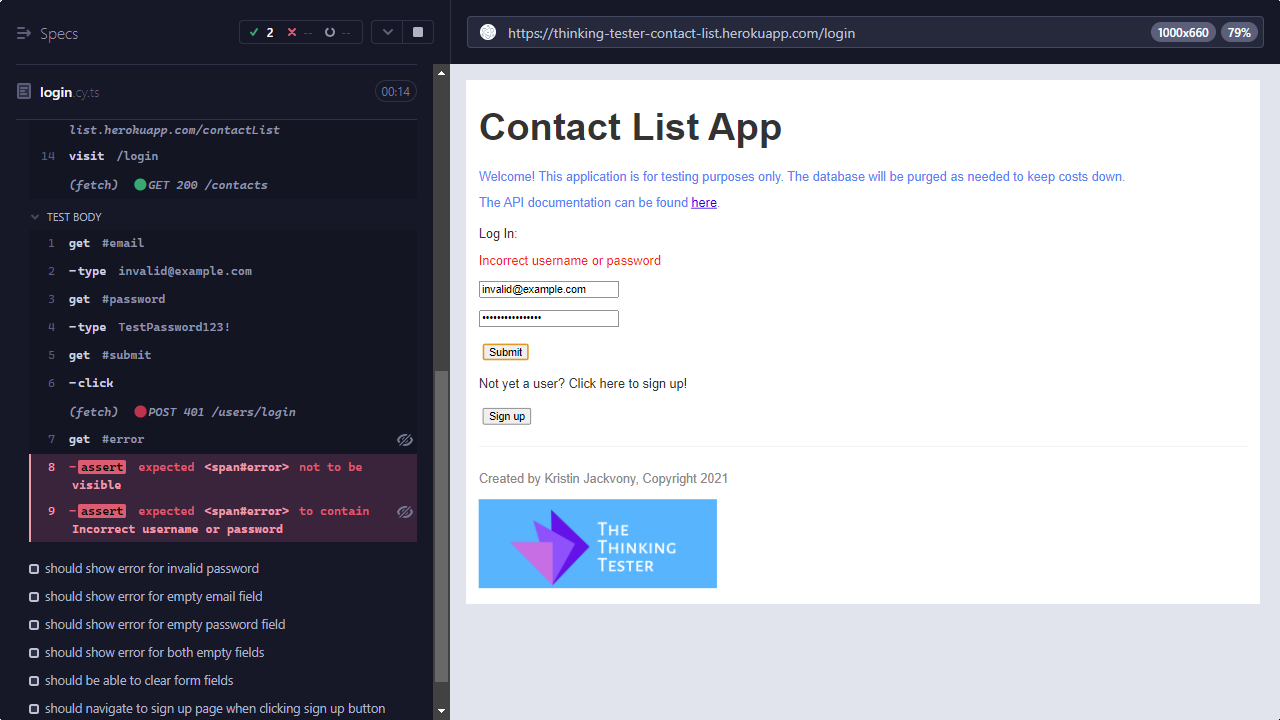 Specs
2 -- --
login.cy.ts 00:14
list.herokuapp.com/contactList
14 visit /login
(fetch) GET 200 /contacts
TEST BODY
1 get #email
2 -type invalid@example.com
3 get #password
4 -type TestPassword123!
5 get #submit
6 -click
(fetch) POST 401 /users/login
7 get #error
8 -assert expected <span#error> not to be
visible
9 -assert expected <span#error> to contain
Incorrect username or password
should show error for invalid password
should show error for empty email field
should show error for empty password field
should show error for both empty fields
should be able to clear form fields
should navigate to sign up page when clicking sign up button
https://thinking-tester-contact-list.herokuapp.com/login 1000x660 79%
Contact List App
Welcome! This application is for testing purposes only. The database will be purged as needed to keep costs down.
The API documentation can be found here.
Log In:
Incorrect username or password
invalid@example.com
•••••••••••••••
Submit
Not yet a user? Click here to sign up!
Sign up
Created by Kristin Jackvony, Copyright 2021
THE
THINKING
TESTER